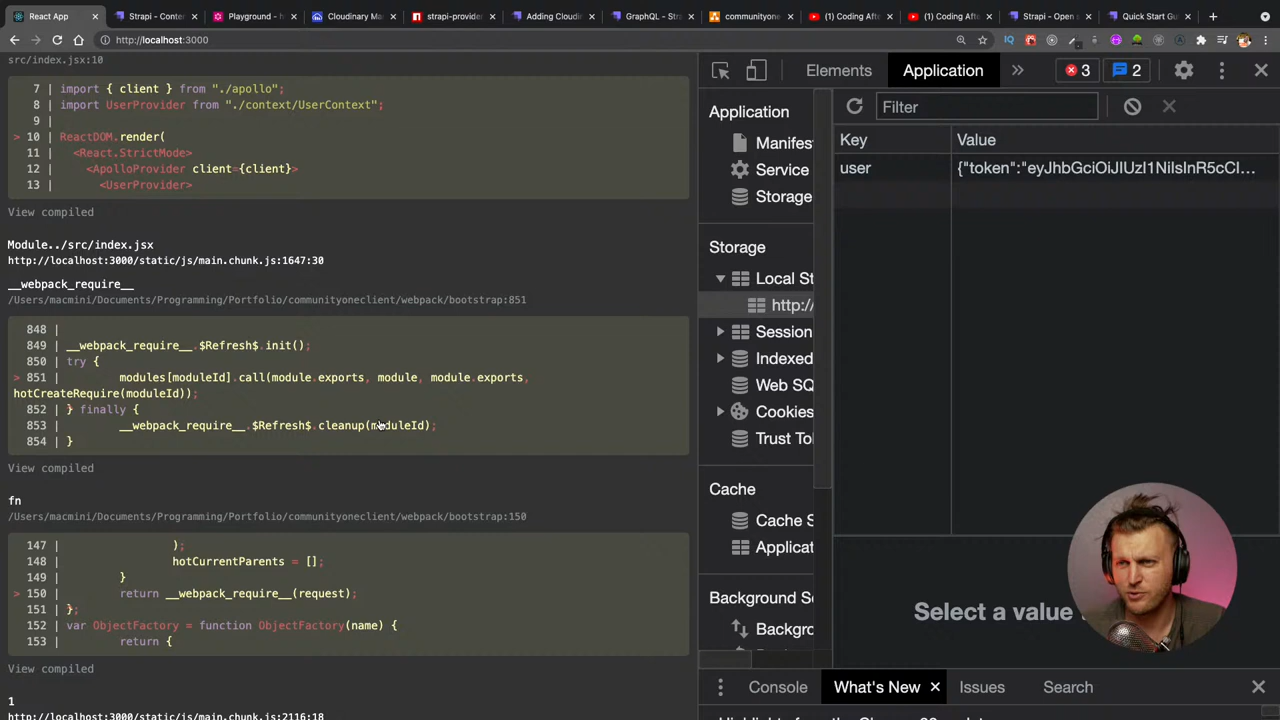 React App
Strapi - Conten
Playground - h
Cloudinary Ma
strapi-provider
Adding Cloudin
GraphQL - Stra
communityone
(1) Coding Afte
(1) Coding Afte
Strapi - Open s
Quick Start Gu
http://localhost:3000
src/index.jsx:10
7 | import { client } from "./apollo";
8 | import UserProvider from "./context/UserContext";
9 |
> 10 | ReactDOM.render(
11 | <React.StrictMode>
12 | <ApolloProvider client={client}>
13 | <UserProvider>
View compiled
Module../src/index.jsx
http://localhost:3000/static/js/main.chunk.js:1647:30
__webpack_require__
/Users/macmini/Documents/Programming/Portfolio/communityoneclient/webpack/bootstrap:851
848 |
849 | __webpack_require__.$Refresh$.init();
850 | try {
> 851 | modules[moduleId].call(module.exports, module, module.exports,
hotCreateRequire(moduleId));
852 | } finally {
853 | __webpack_require__.$Refresh$.cleanup(moduleId);
854 | }
View compiled
fn
/Users/macmini/Documents/Programming/Portfolio/communityoneclient/webpack/bootstrap:150
147 | );
148 | hotCurrentParents = [];
149 | }
> 150 | return __webpack_require__(request);
151 | };
152 | var ObjectFactory = function ObjectFactory(name) {
153 | return {
View compiled
1
http://localhost:3000/static/js/main.chunk.js:2116:18
Elements
Application
3
2
Application
Manifes
Service
Storage
Storage
Local St
http://
Session
Indexed
Web SQ
Cookies
Trust To
Cache
Cache S
Applicat
Background Se
Backgro
Filter
Key
Value
user
{"token":"eyJhbGciOiJIUzI1NiIsInR5cCI...
Select a value
Console
What's New
Issues
Search